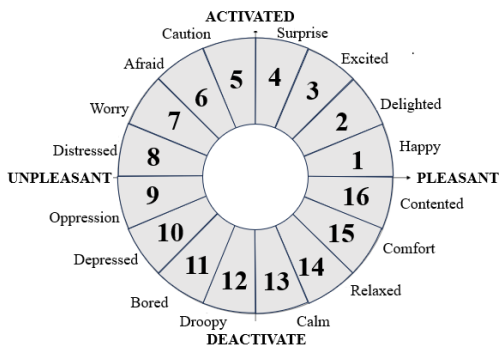 ACTIVATED
Caution
Surprise
Afraid
Excited
5
4
6
3
Worry
Delighted
7
2
Distressed
Happy
8
1
UNPLEASANT
PLEASANT
9
16
Oppression
Contented
10
15
Depressed
Comfort
11
14
12
13
Bored
Relaxed
Droopy
Calm
DEACTIVATE